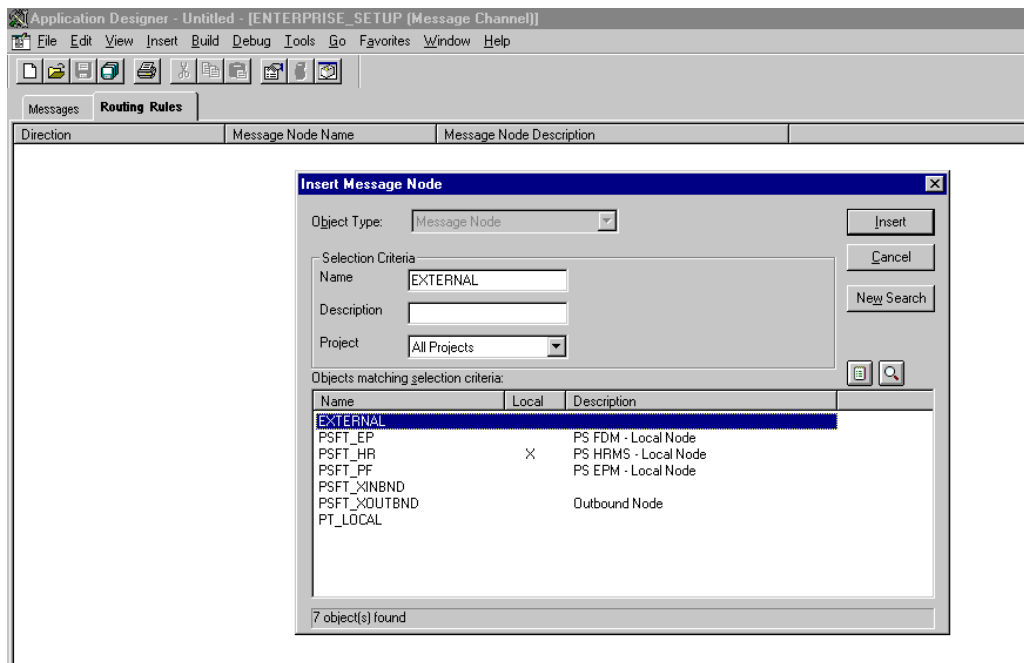 Application Designer - Untitled - [ENTERPRISE_SETUP (Message Channel)]
File Edit View Insert Build Debug Tools Go Favorites Window Help
Messages Routing Rules
Direction Message Node Name Message Node Description
Insert Message Node
Object Type: Message Node Insert
Selection Criteria Cancel
Name EXTERNAL
New Search
Description
Project All Projects
Objects matching selection criteria:
Name Local Description
EXTERNAL
PSFT_EP PS FDM - Local Node
PSFT_HR X PS HRMS - Local Node
PSFT_PF PS EPM - Local Node
PSFT_XINBND
PSFT_XOUTBND Outbound Node
PT_LOCAL
7 object(s) found